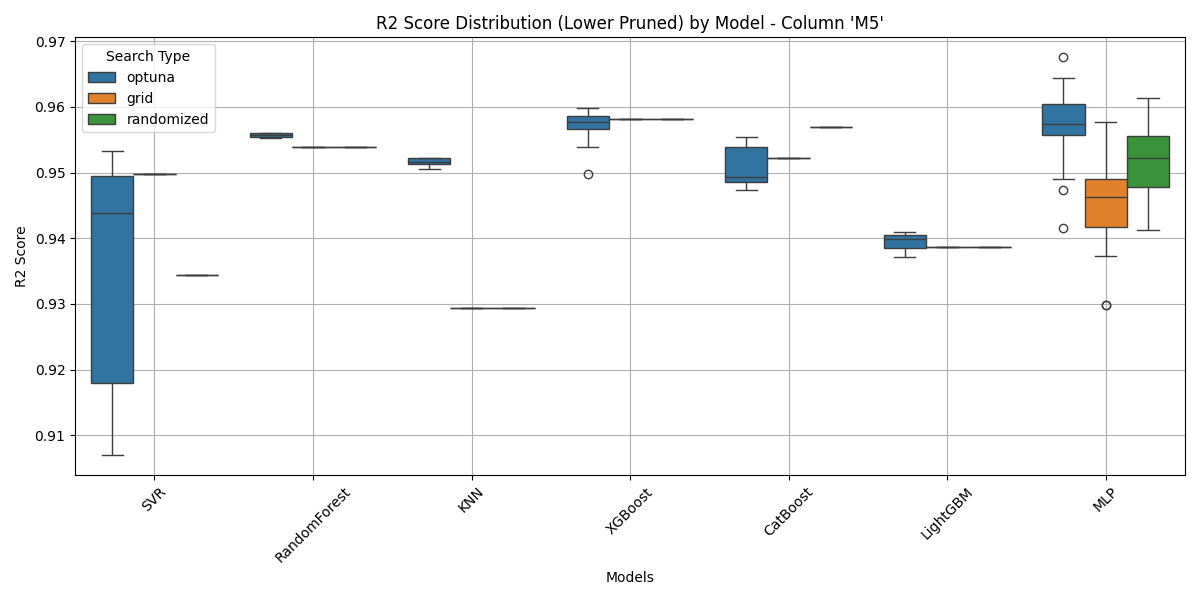 R2 Score Distribution (Lower Pruned) by Model - Column 'M5'
Search Type
optuna
grid
randomized
R2 Score
0.97
0.96
0.95
0.94
0.93
0.92
0.91
SVR
RandomForest
KNN
XGBoost
CatBoost
LightGBM
MLP
Models